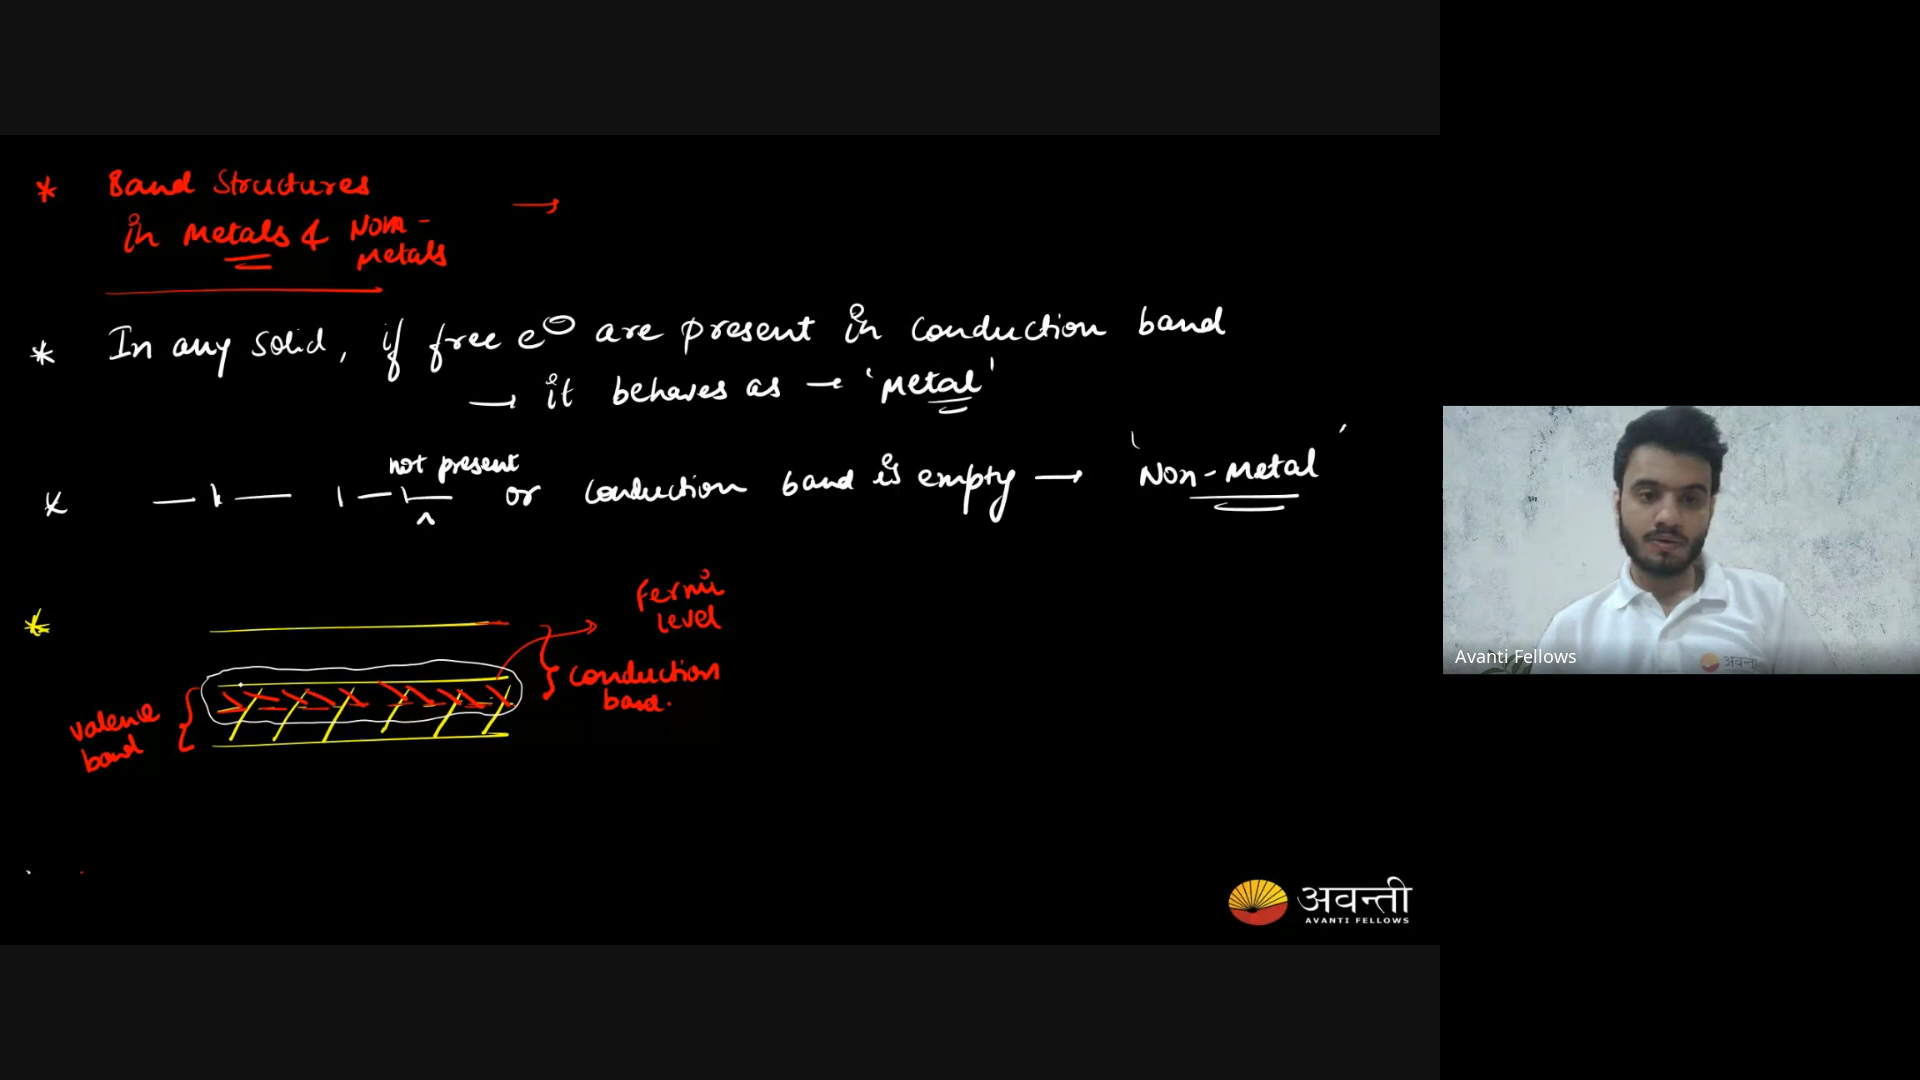 * Band Structures
in Metals & Non-
Metals →
* In any solid, if free e⊖ are present in conduction band
→ it behaves as → 'Metal'
not present
* — " — " — or conduction band is empty → 'Non-Metal'
*
Fermi
level
conduction
band.
valence
band
Avanti Fellows
अवन्ती
अवन्ती
AVANTI FELLOWS